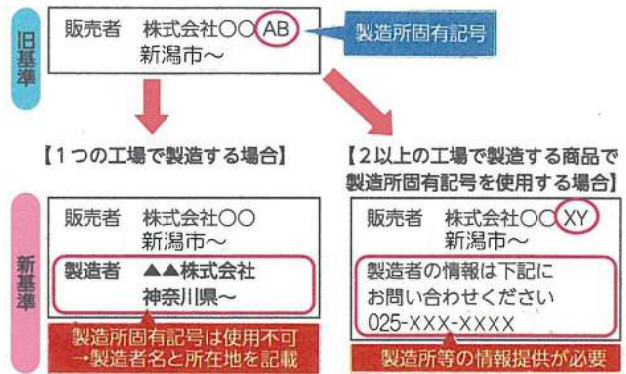 旧基準
販売者 株式会社〇〇 AB
新潟市～
製造所固有記号
【1つの工場で製造する場合】
【2以上の工場で製造する商品で
製造所固有記号を使用する場合】
新基準
販売者 株式会社〇〇
新潟市～
製造者 ▲▲株式会社
神奈川県～
製造所固有記号は使用不可
→製造者名と所在地を記載
販売者 株式会社〇〇 XY
新潟市～
製造者の情報は下記に
お問い合わせください
025-XXX-XXXX
製造所等の情報提供が必要